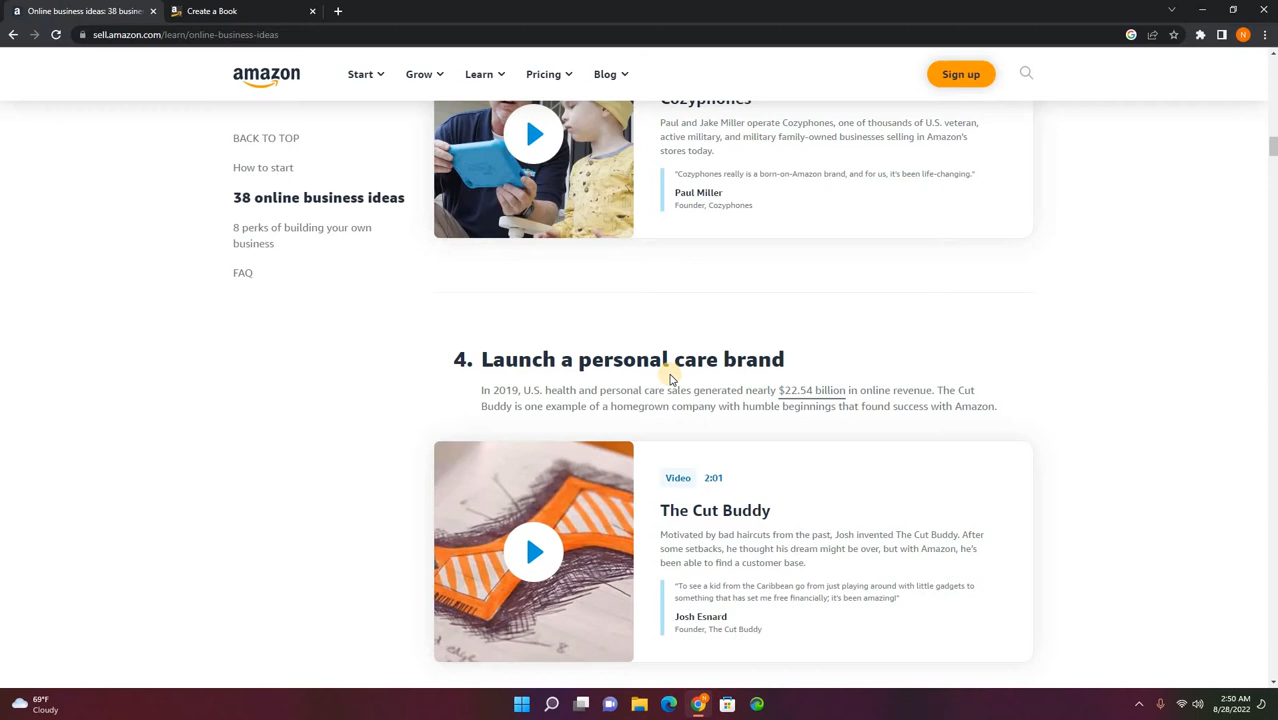 Online Business Ideas: 38 busines
Create a Book
sell.amazon.com/learn/online-business-ideas
N
amazon
Start
Grow
Learn
Pricing
Blog
Sign up
Cozyphones
Paul and Jake Miller operate Cozyphones, one of thousands of U.S. veteran,
active military, and military family-owned businesses selling in Amazon's
stores today.
"Cozyphones really is a born-on-Amazon brand, and for us, it's been life-changing."
Paul Miller
Founder, Cozyphones
BACK TO TOP
How to start
38 online business ideas
8 perks of building your own
business
FAQ
4. Launch a personal care brand
In 2019, U.S. health and personal care sales generated nearly $22.54 billion in online revenue. The Cut
Buddy is one example of a homegrown company with humble beginnings that found success with Amazon.
Video 2:01
The Cut Buddy
Motivated by bad haircuts from the past, Josh invented The Cut Buddy. After
some setbacks, he thought his dream might be over, but with Amazon, he's
been able to find a customer base.
"To see a kid from the Caribbean go from just playing around with little gadgets to
something that has set me free financially; it's been amazing!"
Josh Esnard
Founder, The Cut Buddy
69°F
Cloudy
2:50 AM
8/28/2022